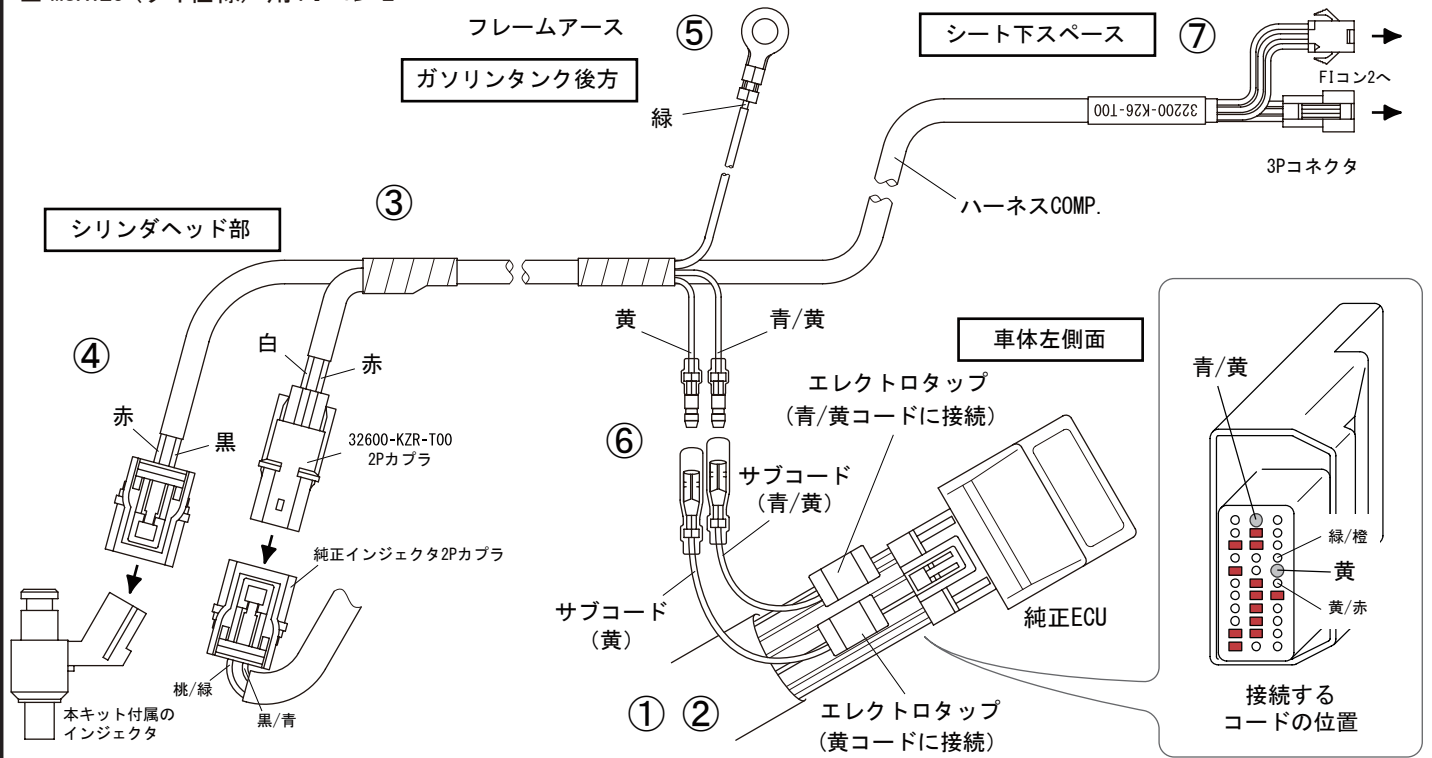 フレームアース
⑤
ガソリンタンク後方
緑
シート下スペース
⑦
FIコン2へ
32200-K26-T00
3Pコネクタ
ハーネスCOMP.
③
シリンダヘッド部
④
白
赤
赤
黒
32600-KZR-T00
2Pカプラ
純正インジェクタ2Pカプラ
桃/緑
黒/青
本キット付属の
インジェクタ
黄
青/黄
車体左側面
エレクトロタップ
(青/黄コードに接続)
⑥
サブコード
(青/黄)
サブコード
(黄)
純正ECU
① ②
エレクトロタップ
(黄コードに接続)
青/黄
緑/橙
黄
黄/赤
接続する
コードの位置